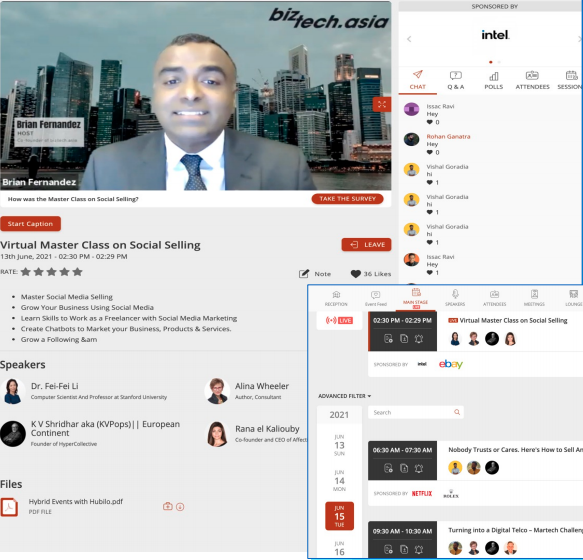 biztech.asia
Brian Fernandez
HOST
Brian Fernandez
How was the Master Class on Social Selling?
TAKE THE SURVEY
Start Caption
Virtual Master Class on Social Selling
13th June, 2021 - 02:30 PM - 02:29 PM
LEAVE
RATE:
Note
36 Likes
Master Social Media Selling
Grow Your Business Using Social Media
Learn Skills to Work as a Freelancer with Social Media Marketing
Create Chatbots to Market your Business, Products & Services.
Grow a Following &am
Speakers
Dr. Fei-Fei Li
Computer Scientist And Professor at Stanford University
Alina Wheeler
Author, Consultant
K V Shridhar aka (KVPops)|| European
Continent
Founder of HyperCollective
Rana el Kaliouby
Co-founder and CEO of Affect
Files
Hybrid Events with Hubilo.pdf
PDF FILE
SPONSORED BY
intel.
CHAT
Q & A
POLLS
ATTENDEES
SESSION
Issac Ravi
Hey
0
Rohan Ganatra
Hey
0
Vishal Goradia
hi
1
Vishal Goradia
hi
1
Vishal Goradia
hi
1
Issac Ravi
Hey
1
RECEPTION
Event Feed
MAIN STAGE
LIVE
SPEAKERS
ATTENDEES
MEETINGS
LOUNGE
LIVE
02:30 PM - 02:29 PM
LIVE Virtual Master Class on Social Selling
SPONSORED BY
intel
ebay
ADVANCED FILTER
2021
Search
JUN
13
SUN
JUN
14
MON
JUN
15
TUE
JUN
16
06:30 AM - 07:30 AM
Nobody Trusts or Cares. Here's How to Sell An
SPONSORED BY
NETFLIX
ROLEX
09:30 AM - 10:30 AM
Turning into a Digital Telco – Martech Challeng